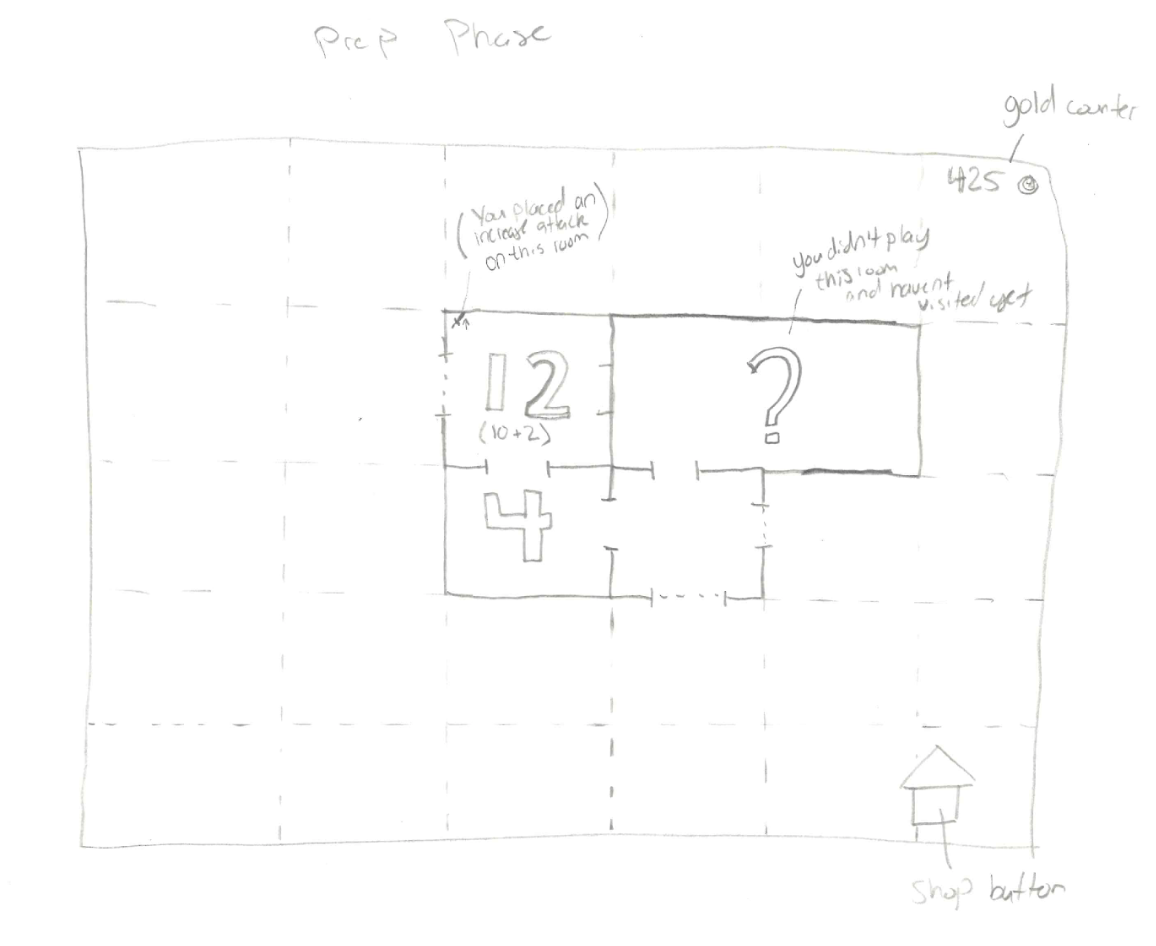 Prep Phase
gold counter
425
(You placed an
increase attack
on this room)
you didn't play
this room
and havent
visited yet
12
(10+2)
?
4
shop button